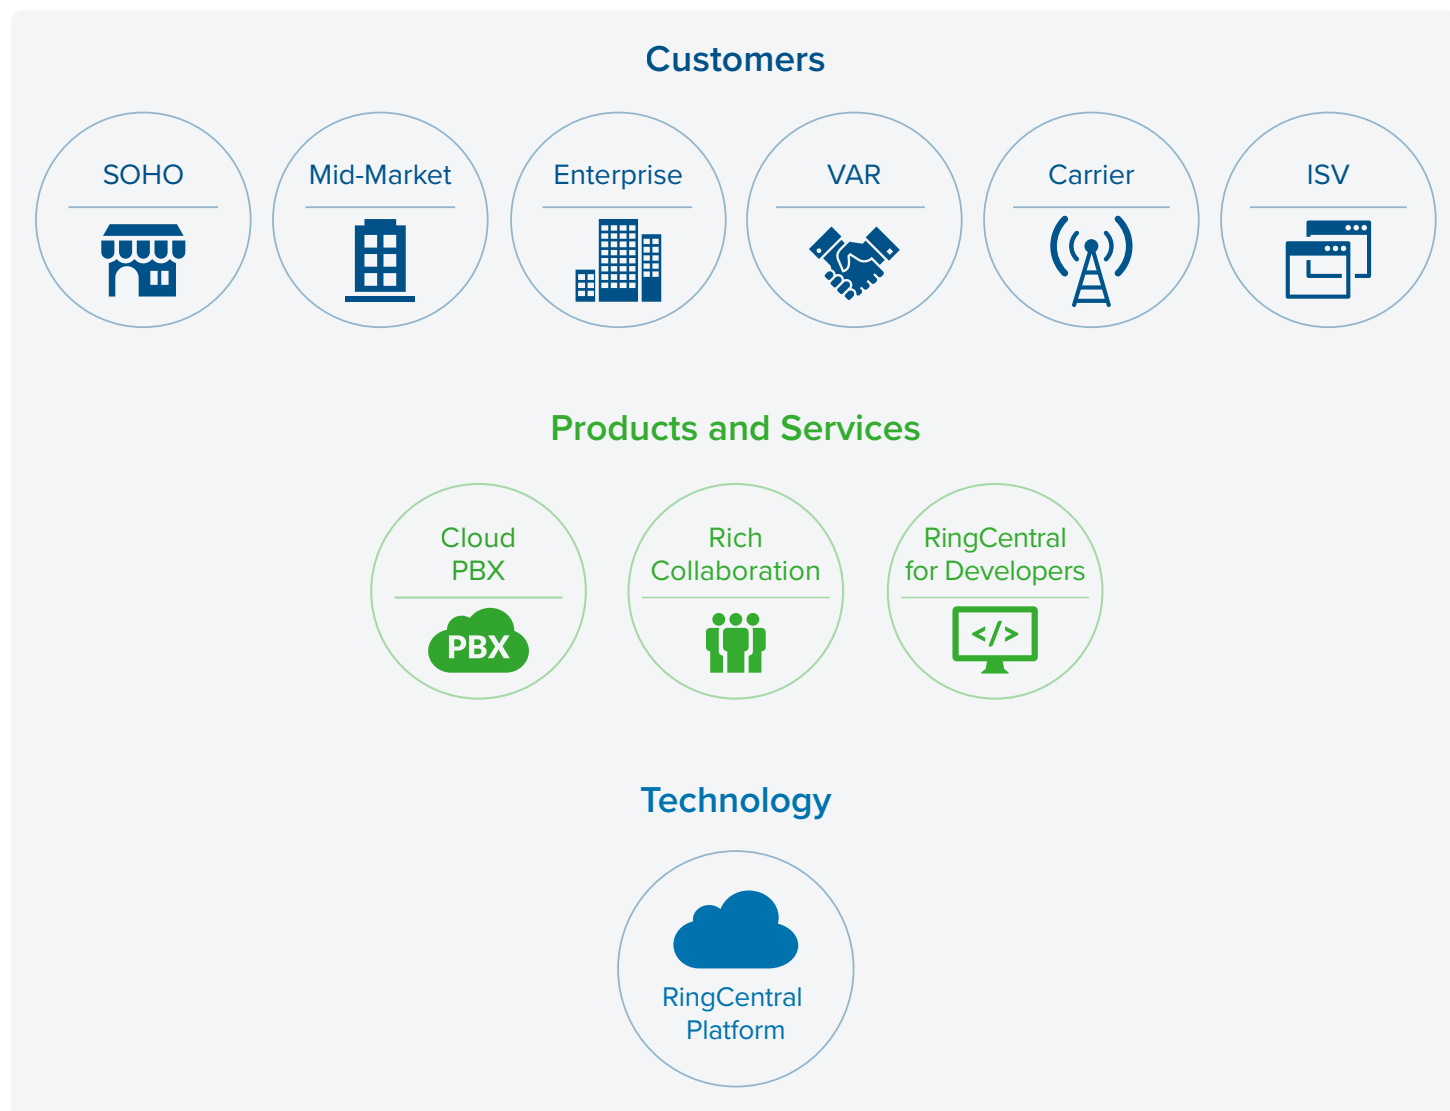 Customers
SOHO
Mid-Market
Enterprise
VAR
Carrier
ISV
Products and Services
Cloud
PBX
PBX
Rich
Collaboration
RingCentral
for Developers
</>
Technology
RingCentral
Platform